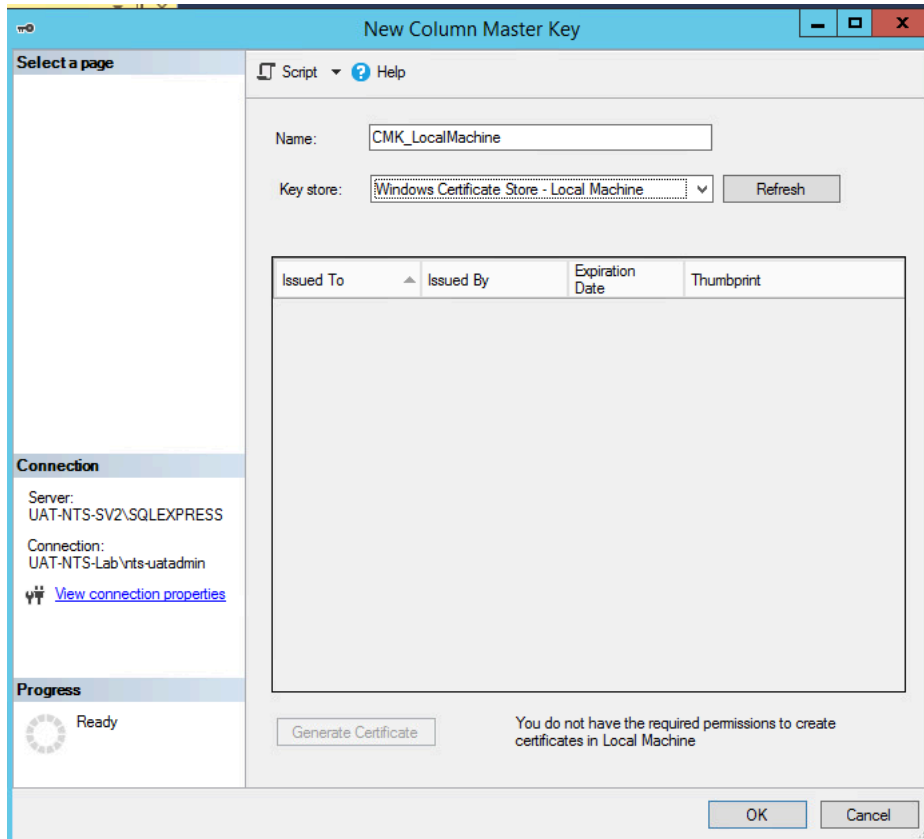 New Column Master Key
Select a page
Script
Help
Name:
CMK_LocalMachine
Key store:
Windows Certificate Store - Local Machine
Refresh
Issued To
Issued By
Expiration
Date
Thumbprint
Connection
Server:
UAT-NTS-SV2\SQLEXPRESS
Connection:
UAT-NTS-Lab\nts-uatadmin
View connection properties
Progress
Ready
Generate Certificate
You do not have the required permissions to create
certificates in Local Machine
OK
Cancel